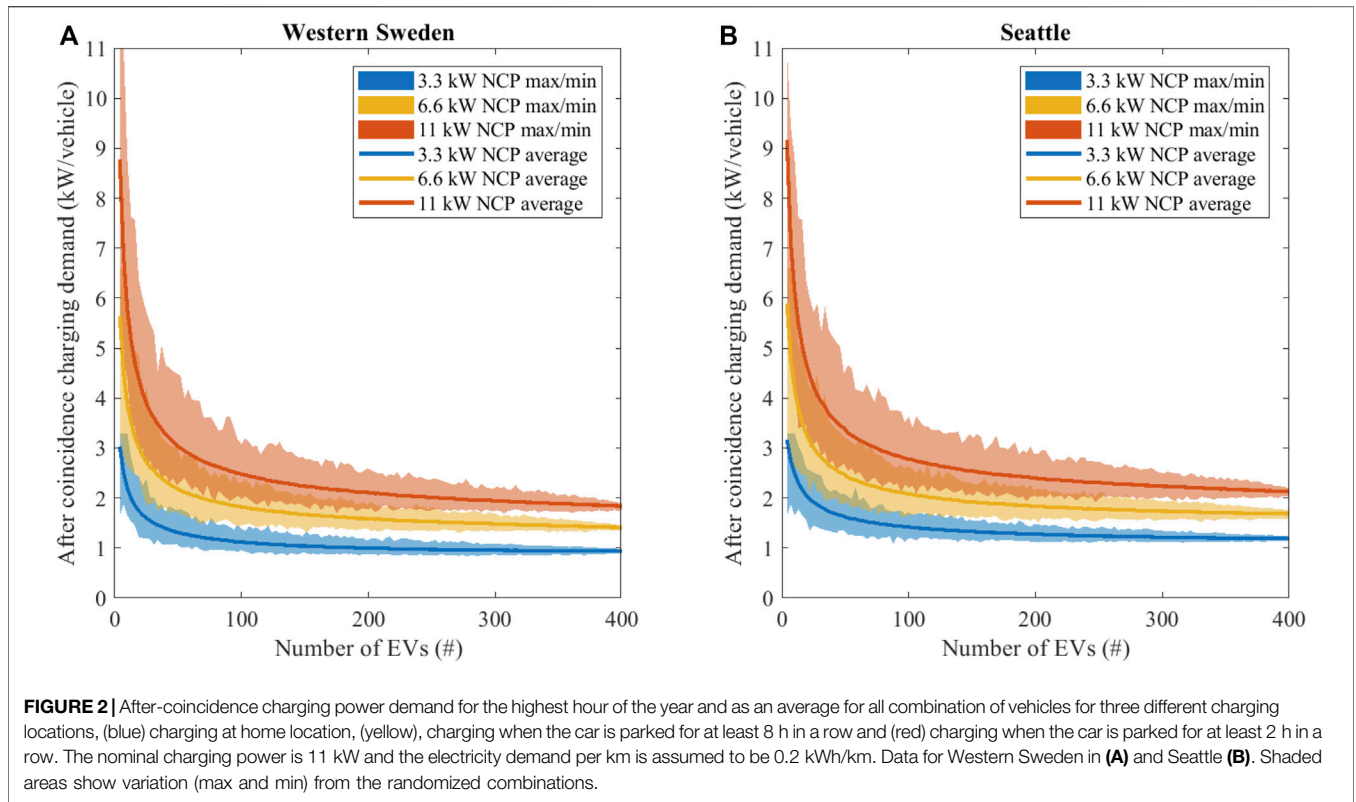 A
Western Sweden
11
10
9
8
7
6
5
4
3
2
1
0
After coincidence charging demand (kW/vehicle)
3.3 kW NCP max/min
6.6 kW NCP max/min
11 kW NCP max/min
3.3 kW NCP average
6.6 kW NCP average
11 kW NCP average
0
100
200
300
400
Number of EVs (#)
B
Seattle
11
10
9
8
7
6
5
4
3
2
1
0
After coincidence charging demand (kW/vehicle)
3.3 kW NCP max/min
6.6 kW NCP max/min
11 kW NCP max/min
3.3 kW NCP average
6.6 kW NCP average
11 kW NCP average
0
100
200
300
400
Number of EVs (#)
FIGURE 2 | After-coincidence charging power demand for the highest hour of the year and as an average for all combination of vehicles for three different charging
locations, (blue) charging at home location, (yellow), charging when the car is parked for at least 8 h in a row and (red) charging when the car is parked for at least 2 h in a
row. The nominal charging power is 11 kW and the electricity demand per km is assumed to be 0.2 kWh/km. Data for Western Sweden in (A) and Seattle (B). Shaded
areas show variation (max and min) from the randomized combinations.